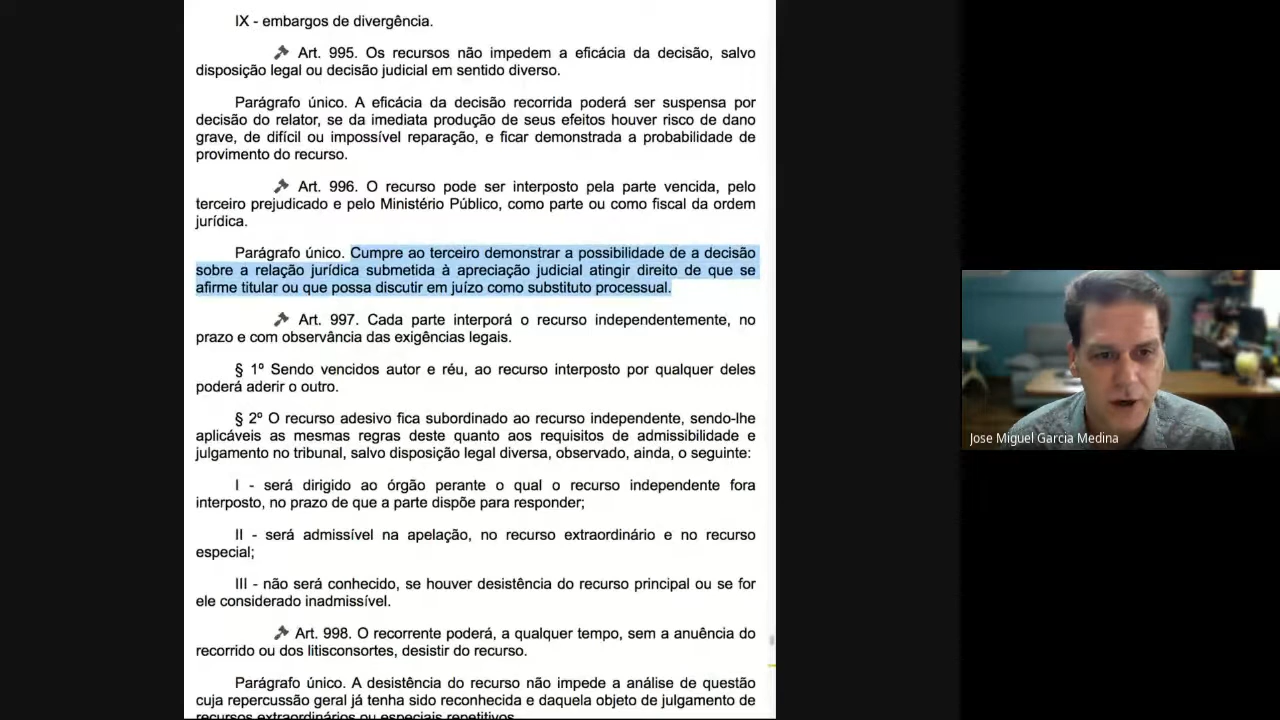 IX - embargos de divergência.
Art. 995. Os recursos não impedem a eficácia da decisão, salvo
disposição legal ou decisão judicial em sentido diverso.
Parágrafo único. A eficácia da decisão recorrida poderá ser suspensa por
decisão do relator, se da imediata produção de seus efeitos houver risco de dano
grave, de difícil ou impossível reparação, e ficar demonstrada a probabilidade de
provimento do recurso.
Art. 996. O recurso pode ser interposto pela parte vencida, pelo
terceiro prejudicado e pelo Ministério Público, como parte ou como fiscal da ordem
jurídica.
Parágrafo único. Cumpre ao terceiro demonstrar a possibilidade de a decisão
sobre a relação jurídica submetida à apreciação judicial atingir direito de que se
afirme titular ou que possa discutir em juízo como substituto processual.
Art. 997. Cada parte interporá o recurso independentemente, no
prazo e com observância das exigências legais.
§ 1º Sendo vencidos autor e réu, ao recurso interposto por qualquer deles
poderá aderir o outro.
§ 2º O recurso adesivo fica subordinado ao recurso independente, sendo-lhe
aplicáveis as mesmas regras deste quanto aos requisitos de admissibilidade e
julgamento no tribunal, salvo disposição legal diversa, observado, ainda, o seguinte:
I - será dirigido ao órgão perante o qual o recurso independente fora
interposto, no prazo de que a parte dispõe para responder;
II - será admissível na apelação, no recurso extraordinário e no recurso
especial;
III - não será conhecido, se houver desistência do recurso principal ou se for
ele considerado inadmissível.
Art. 998. O recorrente poderá, a qualquer tempo, sem a anuência do
recorrido ou dos litisconsortes, desistir do recurso.
Parágrafo único. A desistência do recurso não impede a análise de questão
cuja repercussão geral já tenha sido reconhecida e daquela objeto de julgamento de
recursos extraordinários ou especiais repetitivos.
Jose Miguel Garcia Medina